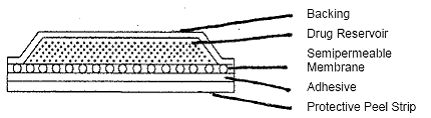 Backing
Drug Reservoir
Semipermeable
Membrane
Adhesive
Protective Peel Strip